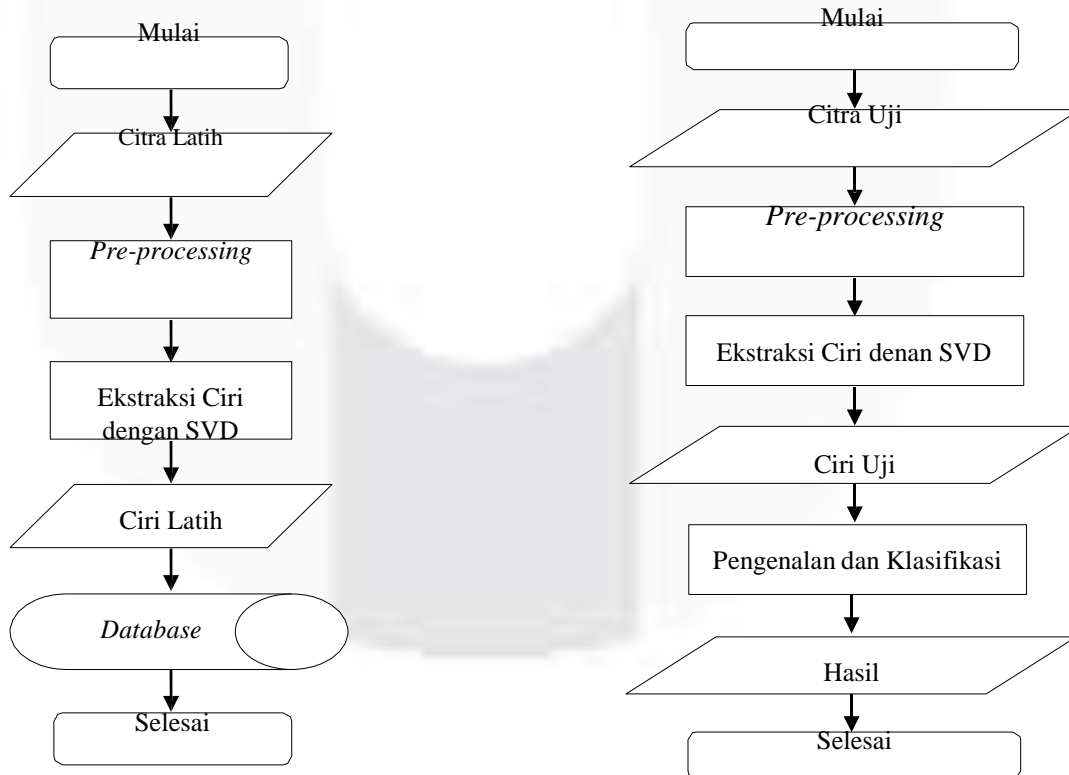 Mulai
Citra Latih
Pre-processing
Ekstraksi Ciri
dengan SVD
Ciri Latih
Database
Selesai
Mulai
Citra Uji
Pre-processing
Ekstraksi Ciri denan SVD
Ciri Uji
Pengenalan dan Klasifikasi
Hasil
Selesai